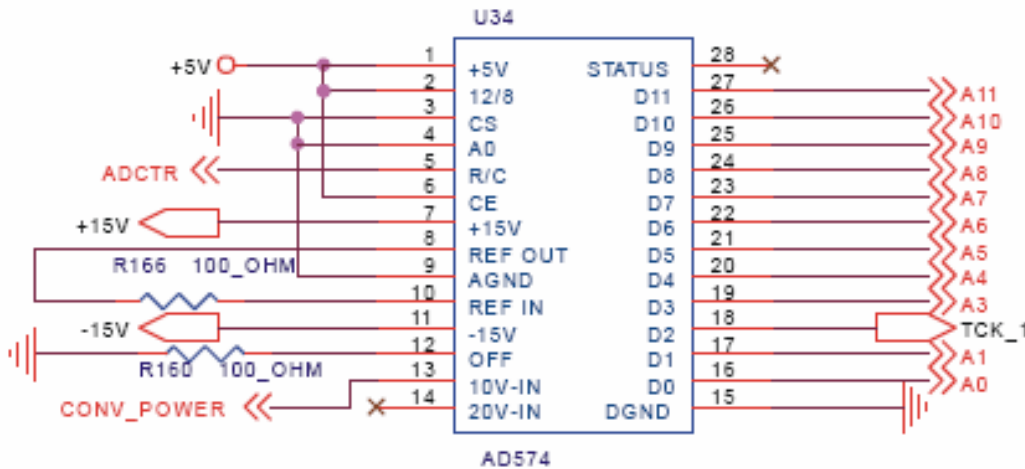 U34
+5V 1 +5V STATUS 28
2 12/8 D11 27 A11
3 CS D10 26 A10
4 A0 D9 25 A9
ADCTR 5 R/C D8 24 A8
6 CE D7 23 A7
+15V 7 +15V D6 22 A6
8 REF OUT D5 21 A5
R166 100_OHM 9 AGND D4 20 A4
10 REF IN D3 19 A3
-15V 11 -15V D2 18 TCK_1
12 OFF D1 17 A1
R160 100_OHM 13 10V-IN D0 16 A0
CONV_POWER 14 20V-IN DGND 15
AD574